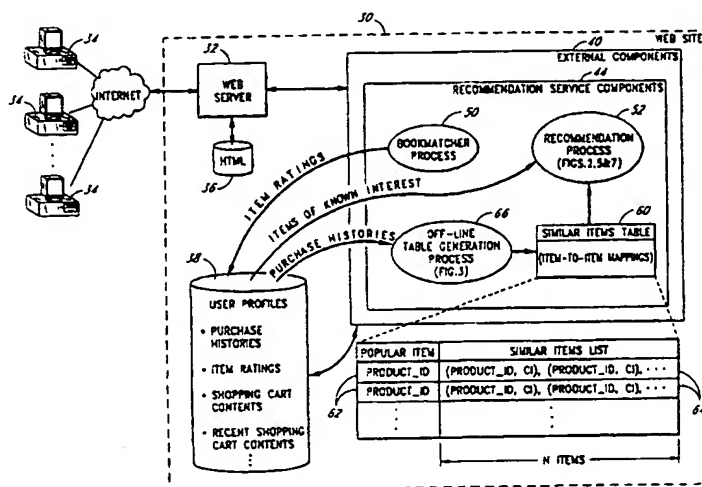 30
WEB SITE
34
32
40
EXTERNAL COMPONENTS
WEB
SERVER
44
RECOMMENDATION SERVICE COMPONENTS
34
INTERNET
50
BOOKMATCHER
PROCESS
52
RECOMMENDATION
PROCESS
(FIGS.2,5&7)
HTML
36
34
ITEM RATINGS
ITEMS OF KNOWN INTEREST
PURCHASE HISTORIES
66
OFF-LINE
TABLE GENERATION
PROCESS
(FIG.3)
60
SIMILAR ITEMS TABLE
(ITEM-TO-ITEM MAPPINGS)
38
USER PROFILES
• PURCHASE
HISTORIES
• ITEM RATINGS
• SHOPPING
CART
CONTENTS
• RECENT SHOPPING
CART CONTENTS
POPULAR ITEM
SIMILAR ITEMS LIST
PRODUCT_ID
(PRODUCT_ID, CI), (PRODUCT_ID, CI), ···
PRODUCT_ID
(PRODUCT_ID, CI), (PRODUCT_ID, CI), ···
62
64
N ITEMS